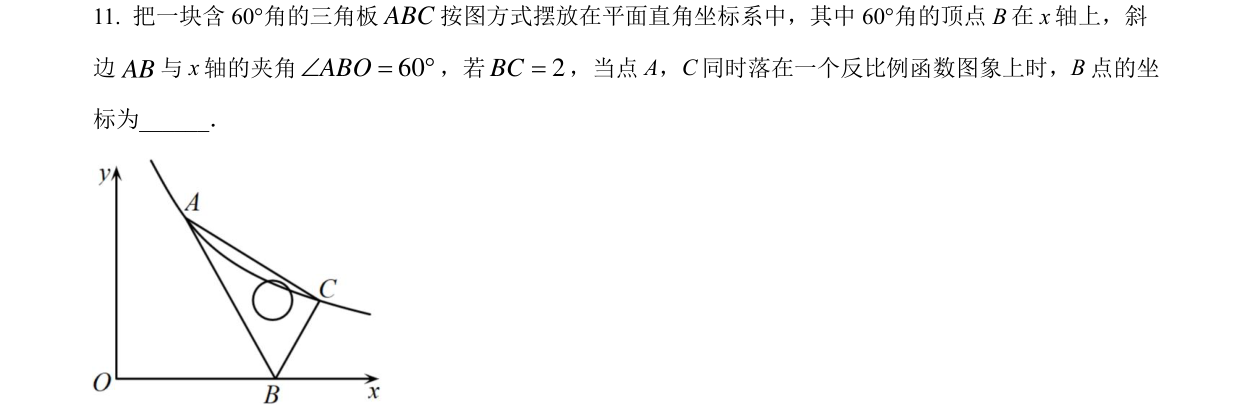 11. 把一块含 60°角的三角板 ABC 按图方式摆放在平面直角坐标系中，其中 60°角的顶点 B 在 x 轴上，斜
边 AB 与 x 轴的夹角 ∠ABO = 60°，若 BC = 2，当点 A，C 同时落在一个反比例函数图象上时，B 点的坐
标为______．
y
A
C
O
B
x